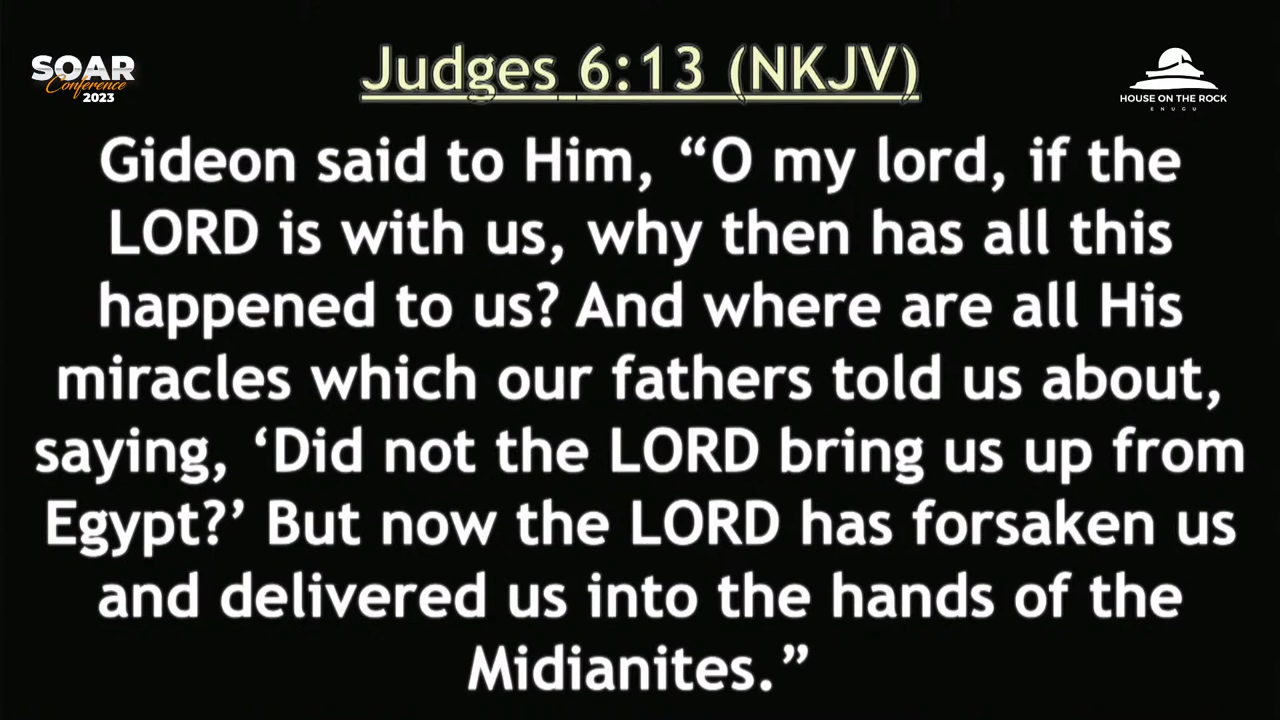 SOAR
Conference
2023
Judges 6:13 (NKJV)
HOUSE ON THE ROCK
ENUGU
Gideon said to Him, “O my lord, if the
LORD is with us, why then has all this
happened to us? And where are all His
miracles which our fathers told us about,
saying, ‘Did not the LORD bring us up from
Egypt?’ But now the LORD has forsaken us
and delivered us into the hands of the
Midianites.”